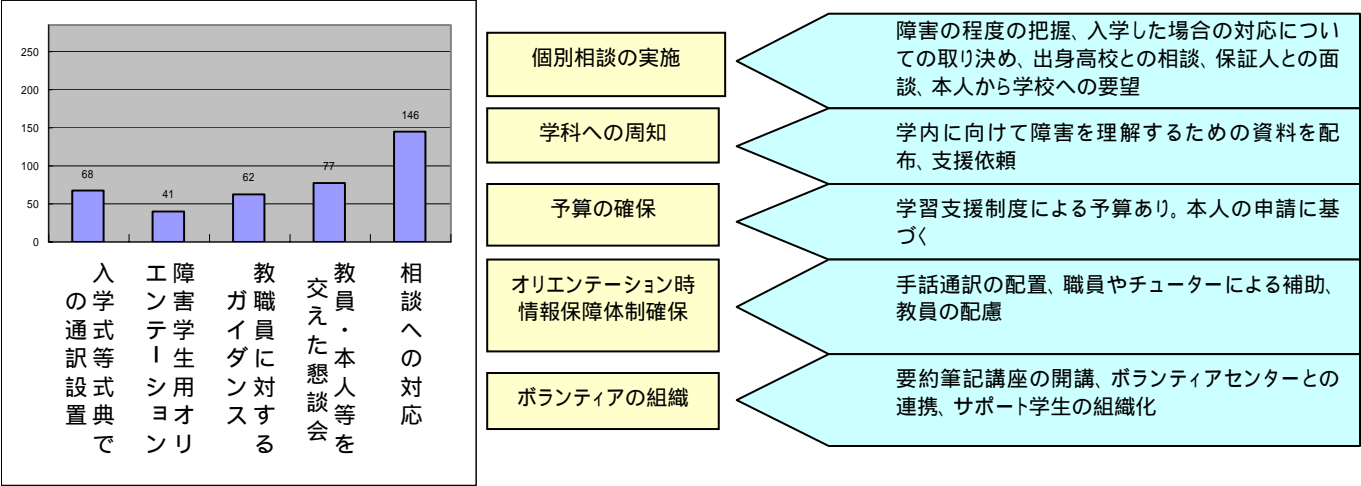 250
200
150
100
50
0
68
41
62
77
146
入学式等式典で
の通訳設置
障害学生用オリ
エンテーション
教職員に対する
ガイダンス
教員・本人等を
交えた懇談会
相談への対応
個別相談の実施
障害の程度の把握、入学した場合の対応につい
ての取り決め、出身高校との相談、保証人との面
談、本人から学校への要望
学科への周知
学内に向けて障害を理解するための資料を配
布、支援依頼
予算の確保
学習支援制度による予算あり。本人の申請に基
づく
オリエンテーション時
情報保障体制確保
手話通訳の配置、職員やチューターによる補助、
教員の配慮
ボランティアの組織
要約筆記講座の開講、ボランティアセンターとの
連携、サポート学生の組織化